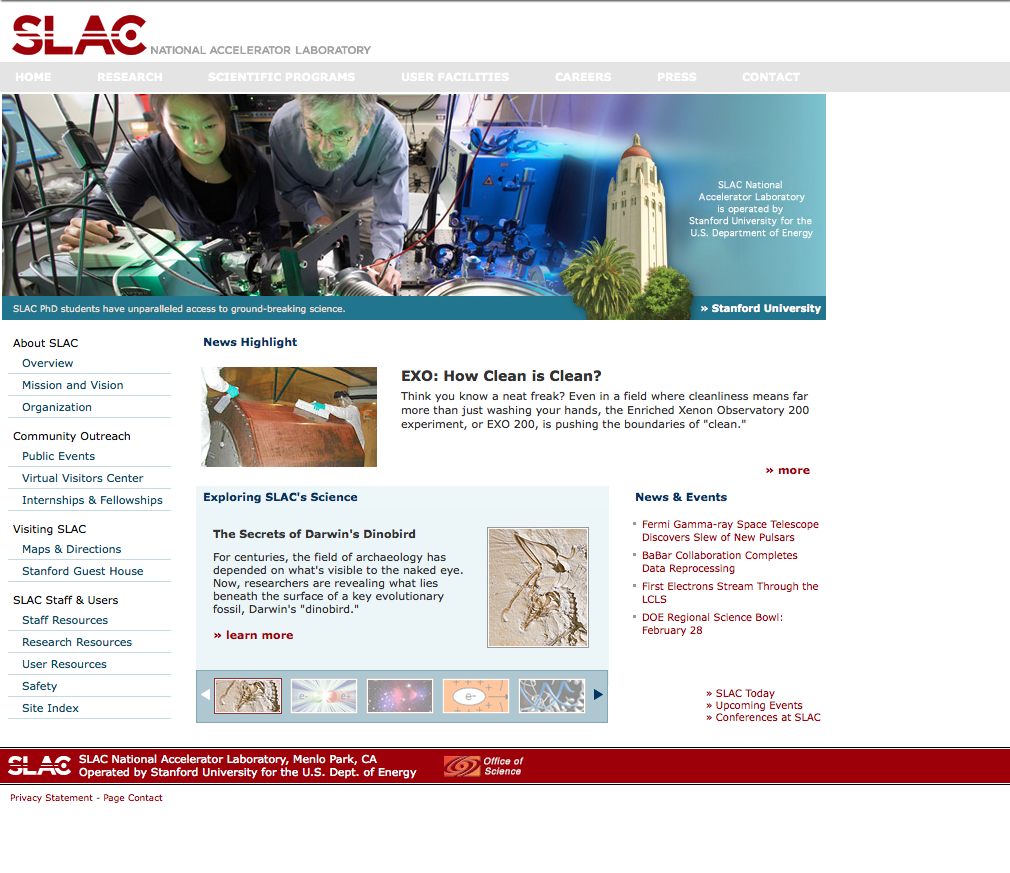 SLAC NATIONAL ACCELERATOR LABORATORY
HOME RESEARCH SCIENTIFIC PROGRAMS USER FACILITIES CAREERS PRESS CONTACT
SLAC National
Accelerator Laboratory
is operated by
Stanford University for the
U.S. Department of Energy
SLAC PhD students have unparalleled access to ground-breaking science.
» Stanford University
About SLAC
Overview
Mission and Vision
Organization
Community Outreach
Public Events
Virtual Visitors Center
Internships & Fellowships
Visiting SLAC
Maps & Directions
Stanford Guest House
SLAC Staff & Users
Staff Resources
Research Resources
User Resources
Safety
Site Index
News Highlight
EXO: How Clean is Clean?
Think you know a neat freak? Even in a field where cleanliness means far
more than just washing your hands, the Enriched Xenon Observatory 200
experiment, or EXO 200, is pushing the boundaries of "clean."
» more
Exploring SLAC's Science
The Secrets of Darwin's Dinobird
For centuries, the field of archaeology has
depended on what's visible to the naked eye.
Now, researchers are revealing what lies
beneath the surface of a key evolutionary
fossil, Darwin's "dinobird."
» learn more
e- e+
e-
News & Events
Fermi Gamma-ray Space Telescope
Discovers Slew of New Pulsars
BaBar Collaboration Completes
Data Reprocessing
First Electrons Stream Through the
LCLS
DOE Regional Science Bowl:
February 28
» SLAC Today
» Upcoming Events
» Conferences at SLAC
SLAC SLAC National Accelerator Laboratory, Menlo Park, CA
Operated by Stanford University for the U.S. Dept. of Energy
Office of
Science
Privacy Statement - Page Contact